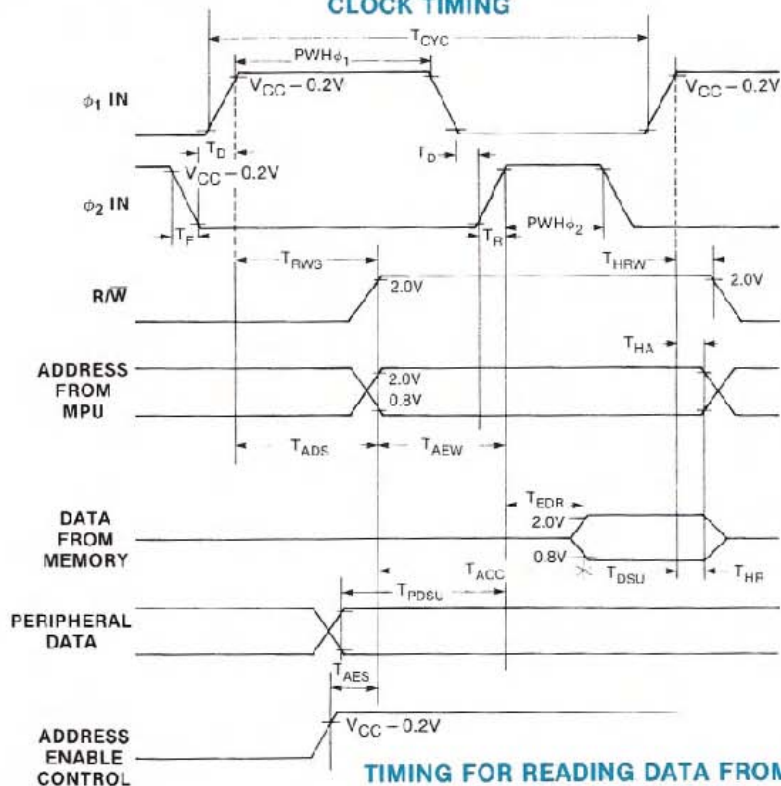 CLOCK TIMING
T_CYC
PWHϕ1
V_CC – 0.2V
V_CC – 0.2V
ϕ1 IN
T_D
T_D
V_CC – 0.2V
ϕ2 IN
T_F
T_R
PWHϕ2
T_RWS
T_HRW
R/W̅
2.0V
2.0V
T_HA
ADDRESS
FROM
MPU
2.0V
0.8V
T_ADS
T_AEW
T_EDR
DATA
FROM
MEMORY
2.0V
0.8V
T_DSU
T_HR
T_ACC
T_PDSU
PERIPHERAL
DATA
T_AES
V_CC – 0.2V
ADDRESS
ENABLE
CONTROL
TIMING FOR READING DATA FROM